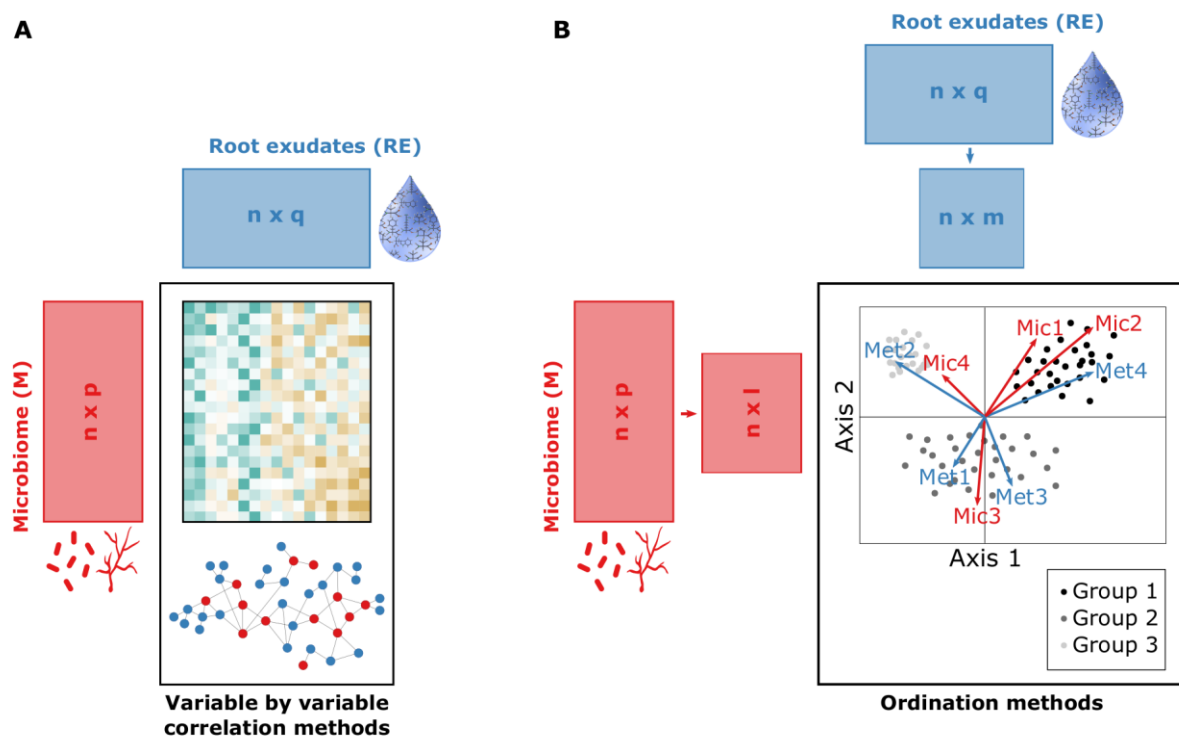 A
Root exudates (RE)
n x q
Microbiome (M)
n x p
Variable by variable
correlation methods
B
Root exudates (RE)
n x q
n x m
Microbiome (M)
n x p
n x l
Mic1
Mic2
Met2
Mic4
Met4
Axis 2
Met1
Met3
Mic3
Axis 1
Group 1
Group 2
Group 3
Ordination methods